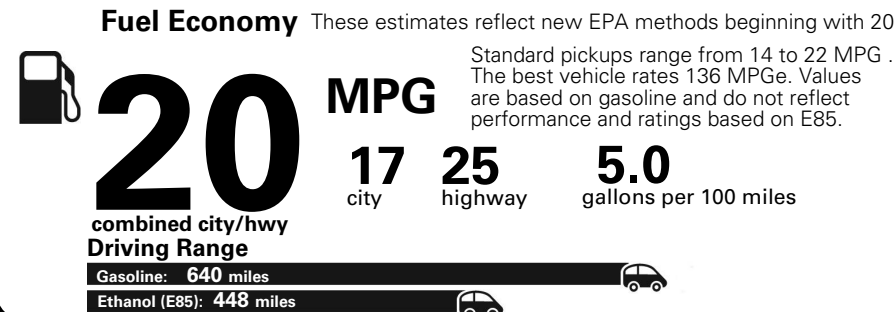 Fuel Economy These estimates reflect new EPA methods beginning with 20
Standard pickups range from 14 to 22 MPG .
The best vehicle rates 136 MPGe. Values
are based on gasoline and do not reflect
performance and ratings based on E85.
20 MPG
17 25 5.0
city highway gallons per 100 miles
combined city/hwy
Driving Range
Gasoline: 640 miles
Ethanol (E85): 448 miles